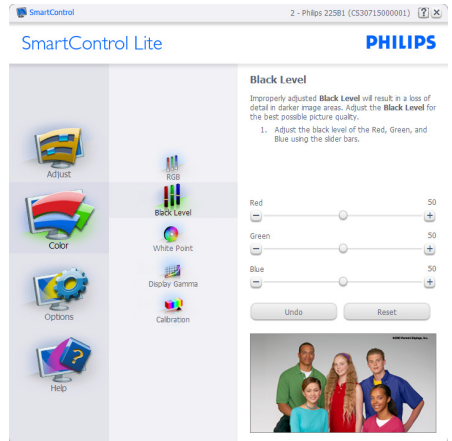 SmartControl
2 - Philips 225B1 (CS30715000001)
SmartControl Lite
PHILIPS
Adjust
Color
Options
Help
RGB
Black Level
White Point
Display Gamma
Calibration
Black Level
Improperly adjusted Black Level will result in a loss of
detail in darker image areas. Adjust the Black Level for
the best possible picture quality.
1. Adjust the black level of the Red, Green, and
Blue using the slider bars.
Red 50
Green 50
Blue 50
Undo Reset